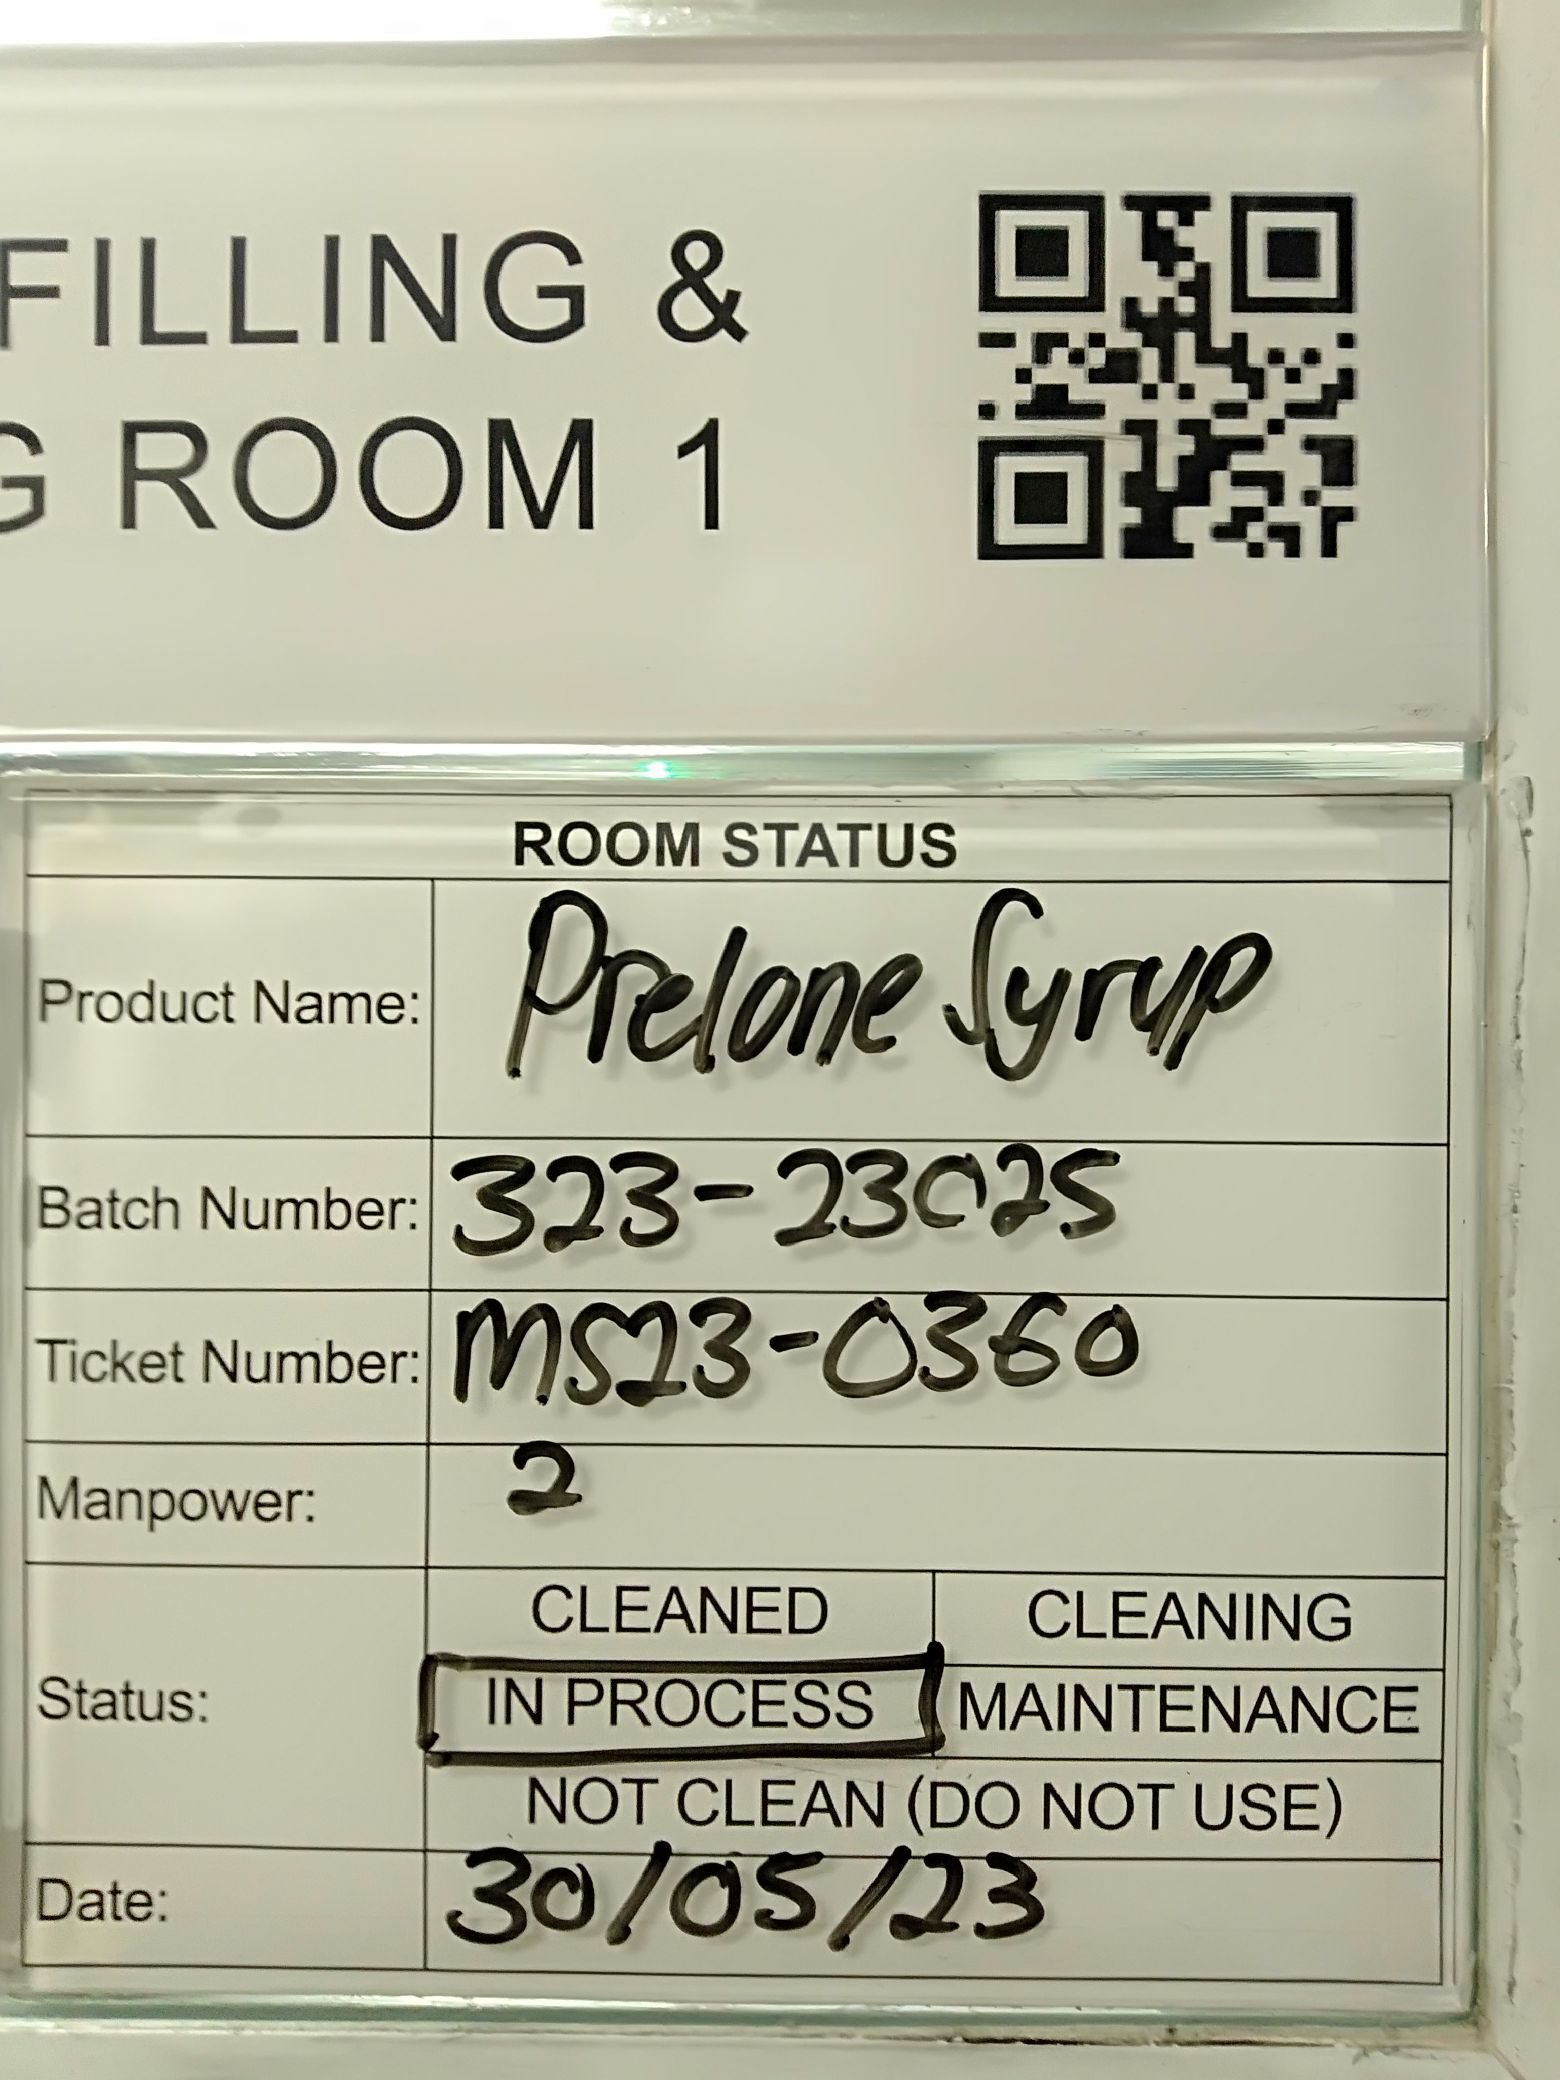 FILLING &
G ROOM 1
ROOM STATUS
Product Name: Prelone Syrup
Batch Number: 323-23025
Ticket Number: MS23-0360
Manpower: 2
CLEANED CLEANING
Status: IN PROCESS MAINTENANCE
NOT CLEAN (DO NOT USE)
Date: 30/05/23